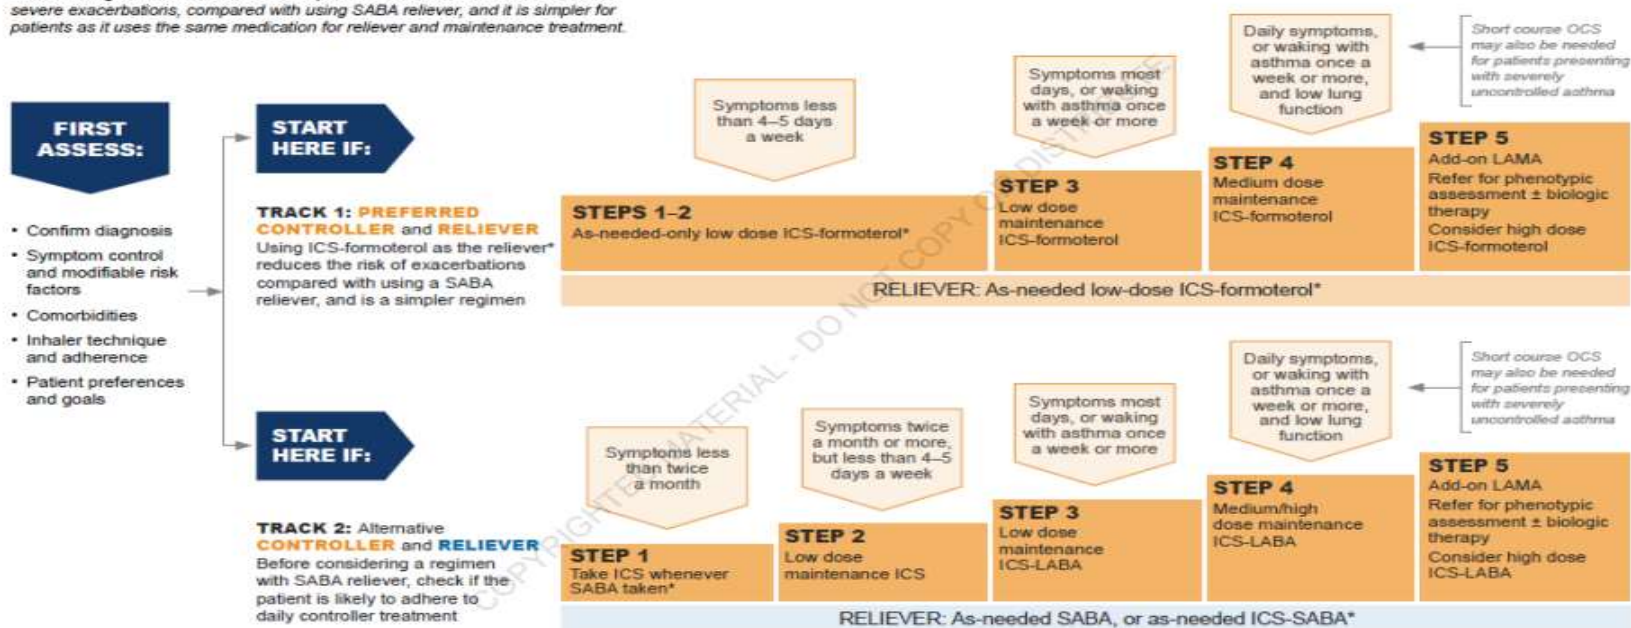 severe exacerbations, compared with using SABA reliever, and it is simpler for
patients as it uses the same medication for reliever and maintenance treatment.
FIRST
ASSESS:
• Confirm diagnosis
• Symptom control
and modifiable risk
factors
• Comorbidities
• Inhaler technique
and adherence
• Patient preferences
and goals
START
HERE IF:
TRACK 1: PREFERRED
CONTROLLER and RELIEVER
Using ICS-formoterol as the reliever*
reduces the risk of exacerbations
compared with using a SABA
reliever, and is a simpler regimen
Symptoms less
than 4–5 days
a week
Symptoms most
days, or waking
with asthma once
a week or more
Daily symptoms,
or waking with
asthma once a
week or more,
and low lung
function
Short course OCS
may also be needed
for patients presenting
with severely
uncontrolled asthma
STEPS 1–2
As-needed-only low dose ICS-formoterol*
STEP 3
Low dose
maintenance
ICS-formoterol
STEP 4
Medium dose
maintenance
ICS-formoterol
STEP 5
Add-on LAMA
Refer for phenotypic
assessment ± biologic
therapy
Consider high dose
ICS-formoterol
RELIEVER: As-needed low-dose ICS-formoterol*
START
HERE IF:
TRACK 2: Alternative
CONTROLLER and RELIEVER
Before considering a regimen
with SABA reliever, check if the
patient is likely to adhere to
daily controller treatment
Symptoms less
than twice
a month
Symptoms twice
a month or more,
but less than 4–5
days a week
Symptoms most
days, or waking
with asthma once
a week or more
Daily symptoms,
or waking with
asthma once a
week or more,
and low lung
function
Short course OCS
may also be needed
for patients presenting
with severely
uncontrolled asthma
STEP 1
Take ICS whenever
SABA taken*
STEP 2
Low dose
maintenance ICS
STEP 3
Low dose
maintenance
ICS-LABA
STEP 4
Medium/high
dose maintenance
ICS-LABA
STEP 5
Add-on LAMA
Refer for phenotypic
assessment ± biologic
therapy
Consider high dose
ICS-LABA
RELIEVER: As-needed SABA, or as-needed ICS-SABA*
COPYRIGHTED MATERIAL - DO NOT COPY OR DISTRIBUTE